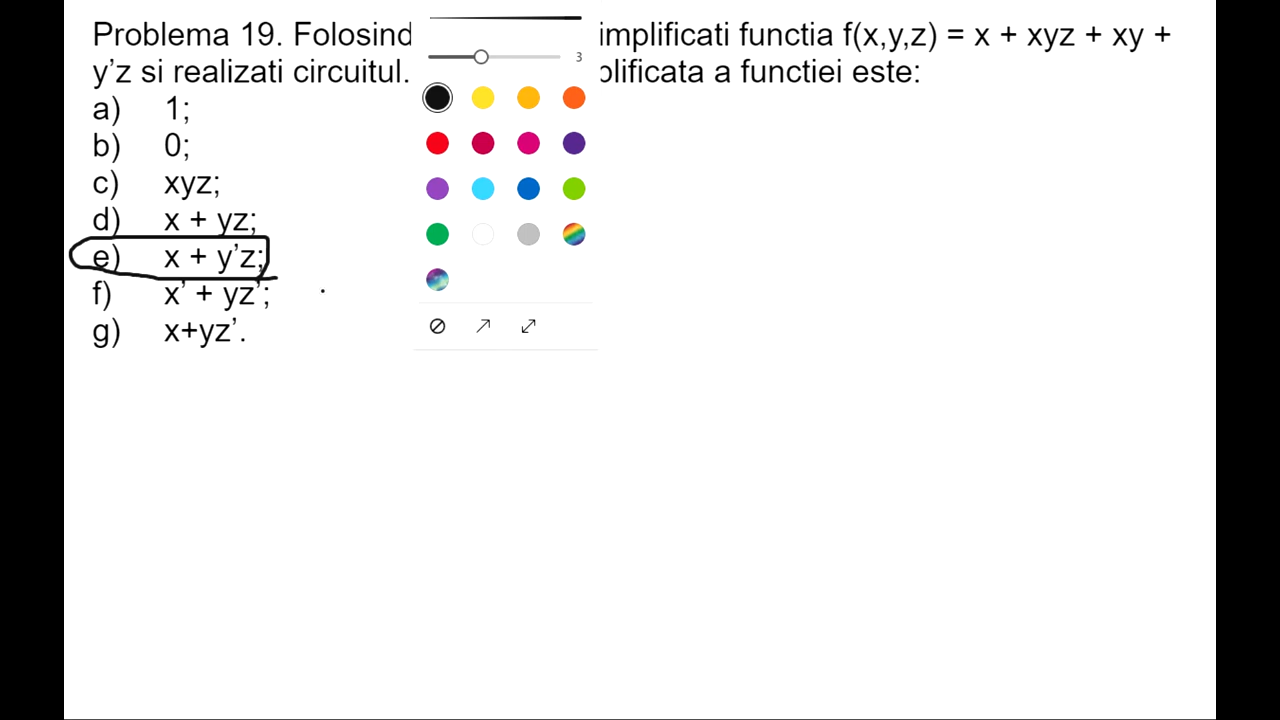 Problema 19. Folosind implificati functia f(x,y,z) = x + xyz + xy +
y’z si realizati circuitul. plificata a functiei este:
a) 1;
b) 0;
c) xyz;
d) x + yz;
e) x + y’z;
f) x’ + yz’;
g) x+yz’.
3